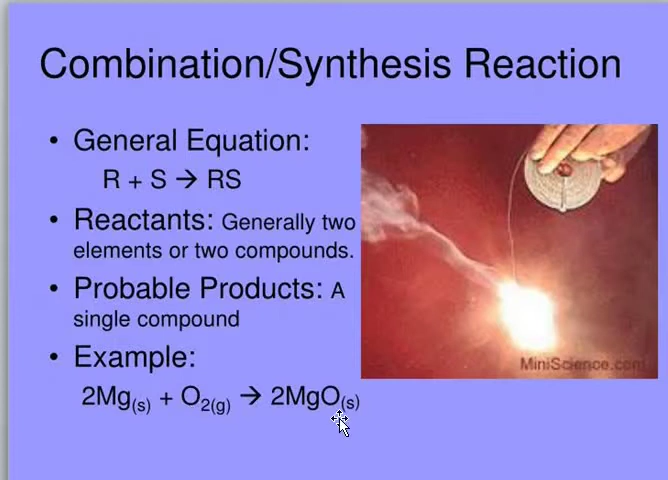 Combination/Synthesis Reaction
• General Equation:
R + S → RS
• Reactants: Generally two
elements or two compounds.
• Probable Products: A
single compound
• Example:
2Mg(s) + O2(g) → 2MgO(s)
MiniScience.com